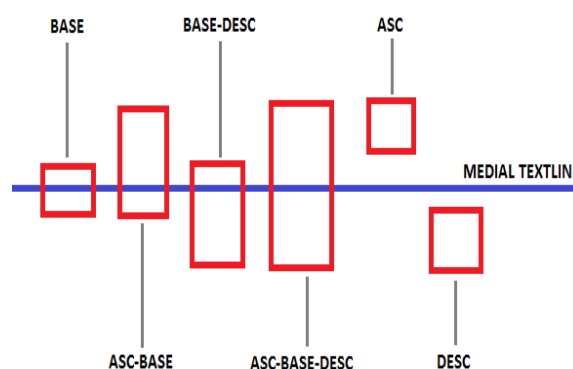 BASE
BASE-DESC
ASC
MEDIAL TEXTLIN
ASC-BASE
ASC-BASE-DESC
DESC